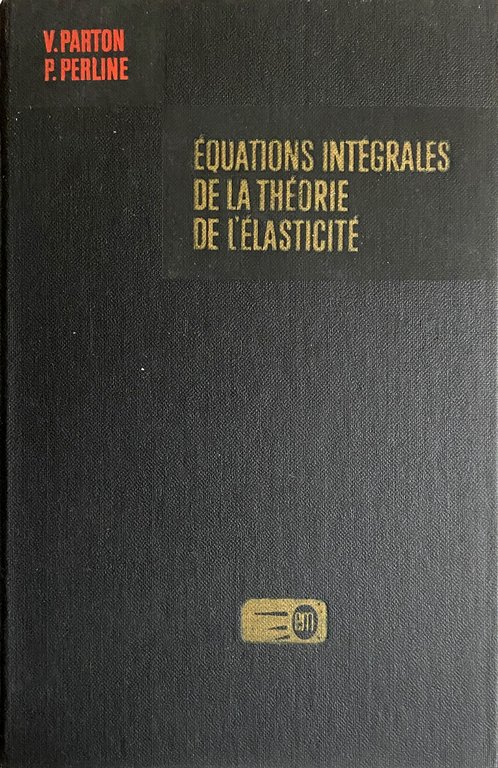 V. PARTON
P. PERLINE
ÉQUATIONS INTÉGRALES
DE LA THÉORIE
DE L'ÉLASTICITÉ